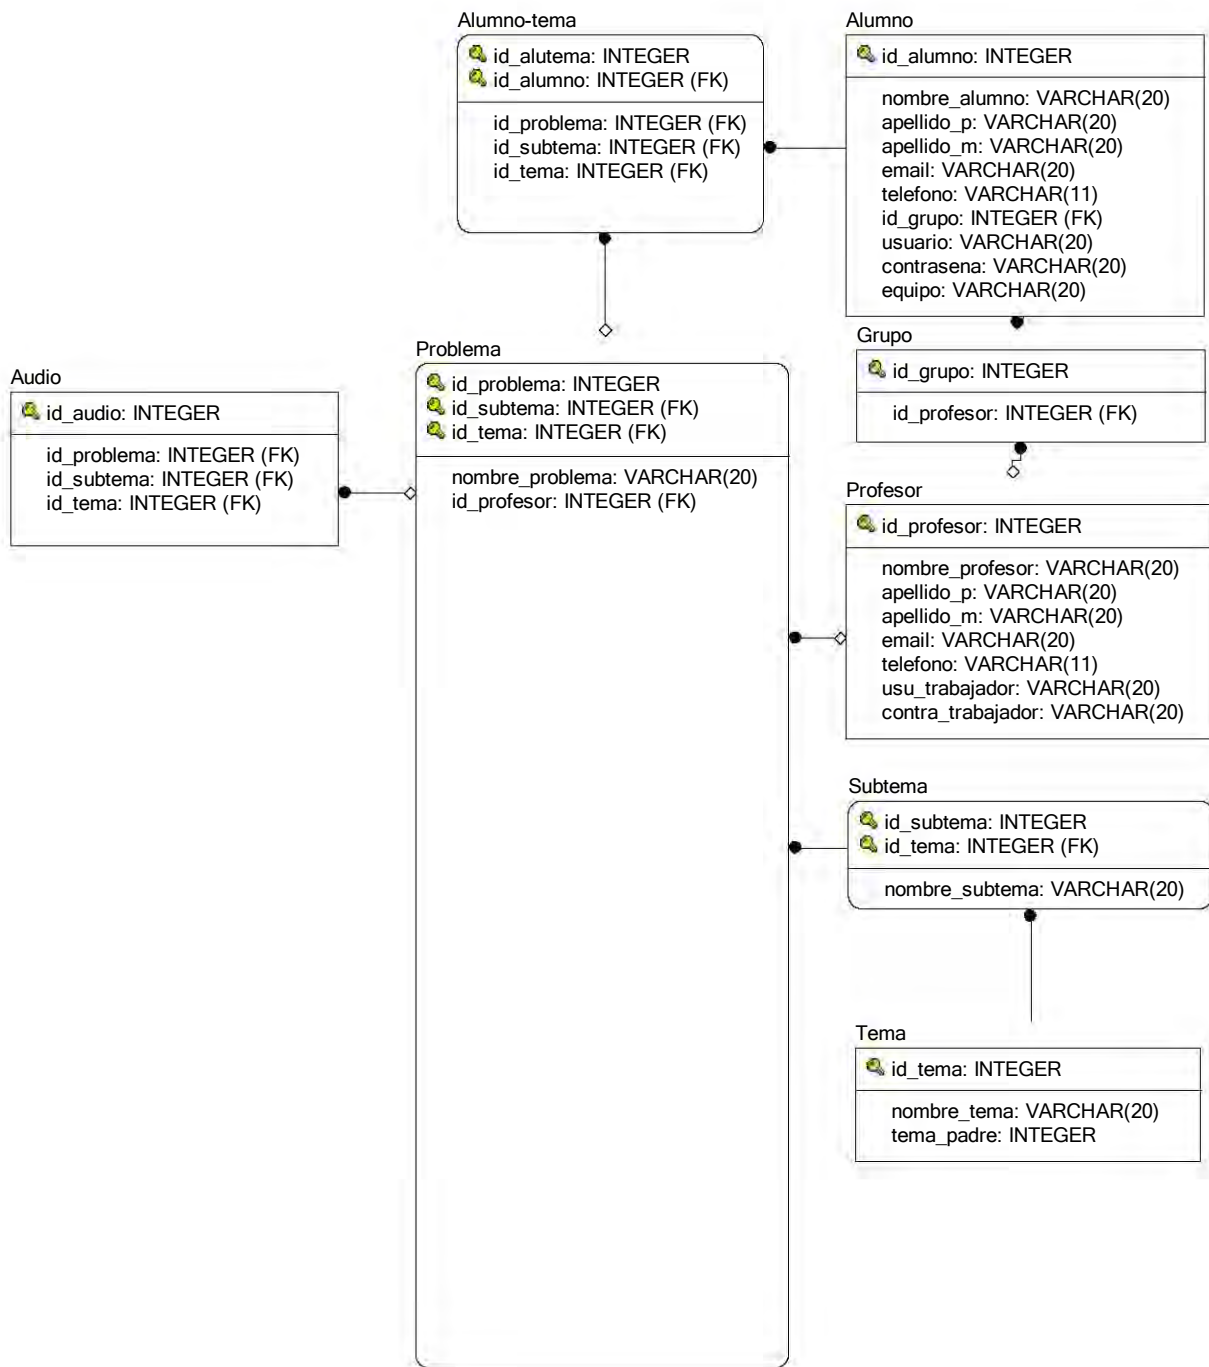 Alumno-tema
id_alutema: INTEGER
id_alumno: INTEGER (FK)
id_problema: INTEGER (FK)
id_subtema: INTEGER (FK)
id_tema: INTEGER (FK)
Alumno
id_alumno: INTEGER
nombre_alumno: VARCHAR(20)
apellido_p: VARCHAR(20)
apellido_m: VARCHAR(20)
email: VARCHAR(20)
telefono: VARCHAR(11)
id_grupo: INTEGER (FK)
usuario: VARCHAR(20)
contrasena: VARCHAR(20)
equipo: VARCHAR(20)
Grupo
id_grupo: INTEGER
id_profesor: INTEGER (FK)
Audio
id_audio: INTEGER
id_problema: INTEGER (FK)
id_subtema: INTEGER (FK)
id_tema: INTEGER (FK)
Problema
id_problema: INTEGER
id_subtema: INTEGER (FK)
id_tema: INTEGER (FK)
nombre_problema: VARCHAR(20)
id_profesor: INTEGER (FK)
Profesor
id_profesor: INTEGER
nombre_profesor: VARCHAR(20)
apellido_p: VARCHAR(20)
apellido_m: VARCHAR(20)
email: VARCHAR(20)
telefono: VARCHAR(11)
usu_trabajador: VARCHAR(20)
contra_trabajador: VARCHAR(20)
Subtema
id_subtema: INTEGER
id_tema: INTEGER (FK)
nombre_subtema: VARCHAR(20)
Tema
id_tema: INTEGER
nombre_tema: VARCHAR(20)
tema_padre: INTEGER